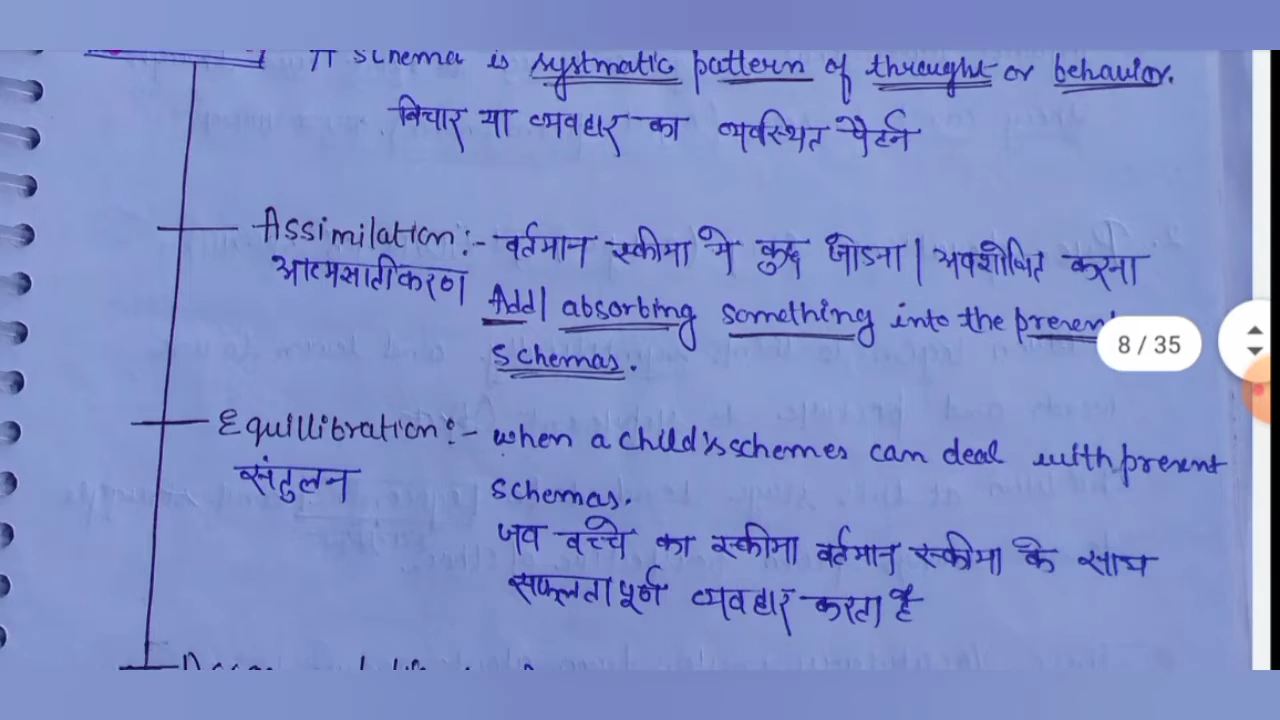 A schema is systmatic pattern of throught or behavior.
विचार या व्यवहार का व्यवस्थित पैटर्न
Assimilation:- वर्तमान स्कीमा मे कुछ जोडना | अवशोषित करना
आत्मसातीकरण
Add| absorbing something into the present
schemas.
8 / 35
Equillibration:- when a child's schemes can deal with present
संतुलन
schemas.
जब बच्चे का स्कीमा वर्तमान स्कीमा के साथ
सफलतापूर्ण व्यवहार करता है